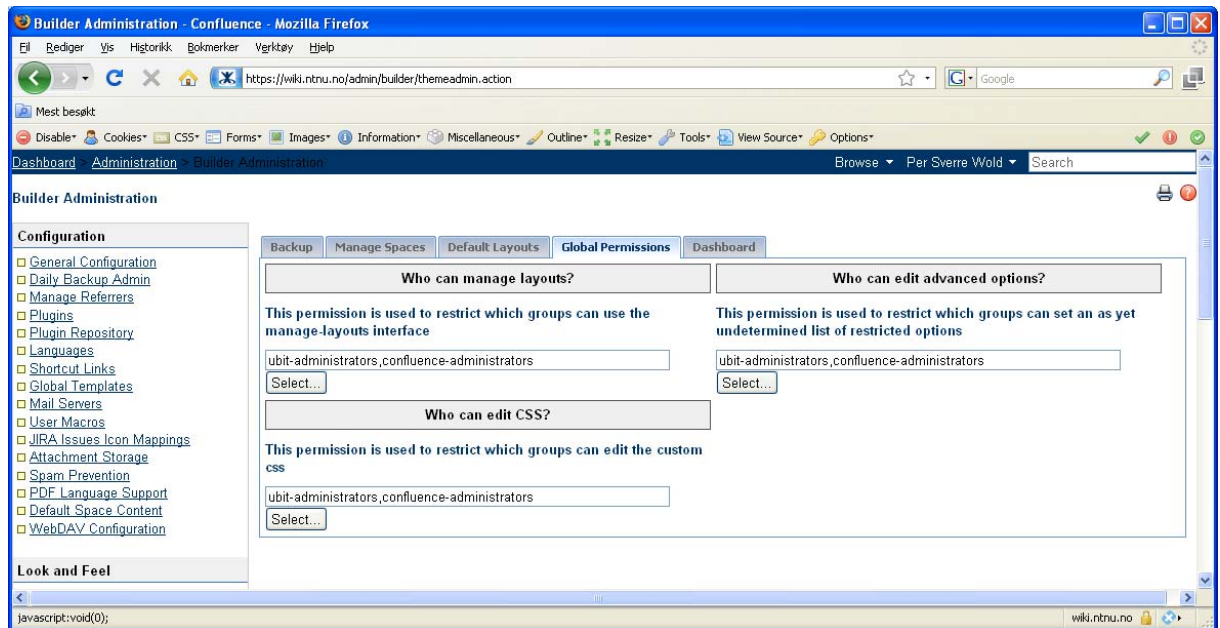 Builder Administration - Confluence - Mozilla Firefox
Fil Rediger Vis Historikk Bokmerker Verktøy Hjelp
https://wiki.ntnu.no/admin/builder/themeadmin.action
G Google
Mest besøkt
Disable Cookies CSS Forms Images Information Miscellaneous Outline Resize Tools View Source Options
Dashboard > Administration > Builder Administration
Browse Per Sverre Wold Search
Builder Administration
Configuration
General Configuration
Daily Backup Admin
Manage Referrers
Plugins
Plugin Repository
Languages
Shortcut Links
Global Templates
Mail Servers
User Macros
JIRA Issues Icon Mappings
Attachment Storage
Spam Prevention
PDF Language Support
Default Space Content
WebDAV Configuration
Look and Feel
Backup Manage Spaces Default Layouts Global Permissions Dashboard
Who can manage layouts?
This permission is used to restrict which groups can use the
manage-layouts interface
ubit-administrators,confluence-administrators
Select...
Who can edit advanced options?
This permission is used to restrict which groups can set an as yet
undetermined list of restricted options
ubit-administrators,confluence-administrators
Select...
Who can edit CSS?
This permission is used to restrict which groups can edit the custom
css
ubit-administrators,confluence-administrators
Select...
javascript:void(0);
wiki.ntnu.no